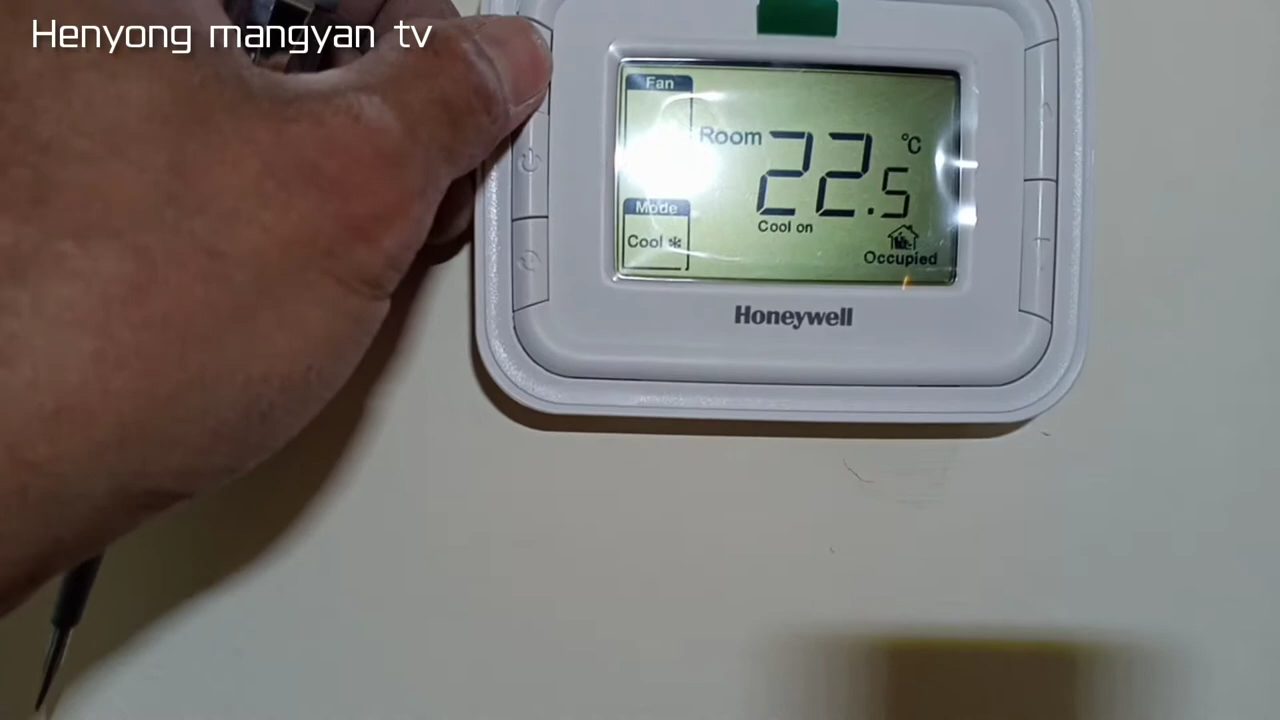 Henyong mangyan tv
Fan
Room 22.5 °C
Mode
Cool on
Cool
Occupied
Honeywell